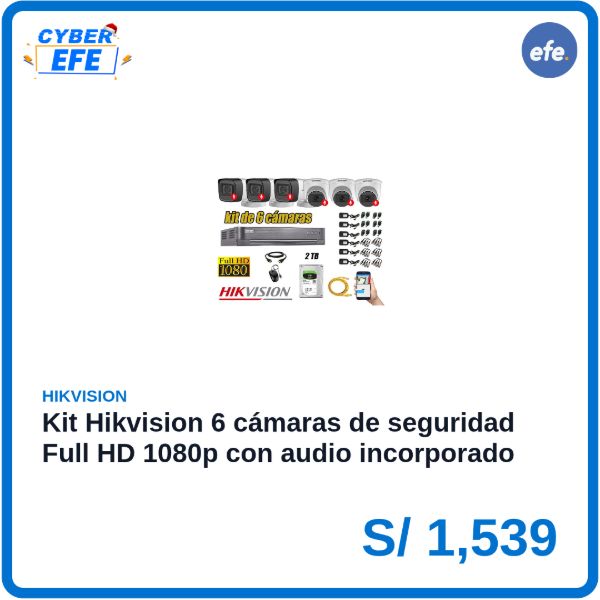 CYBER
EFE
efe.
kit de 6 cámaras
Full HD
1080
2 TB
HIKVISION
HIKVISION
Kit Hikvision 6 cámaras de seguridad
Full HD 1080p con audio incorporado
S/ 1,539